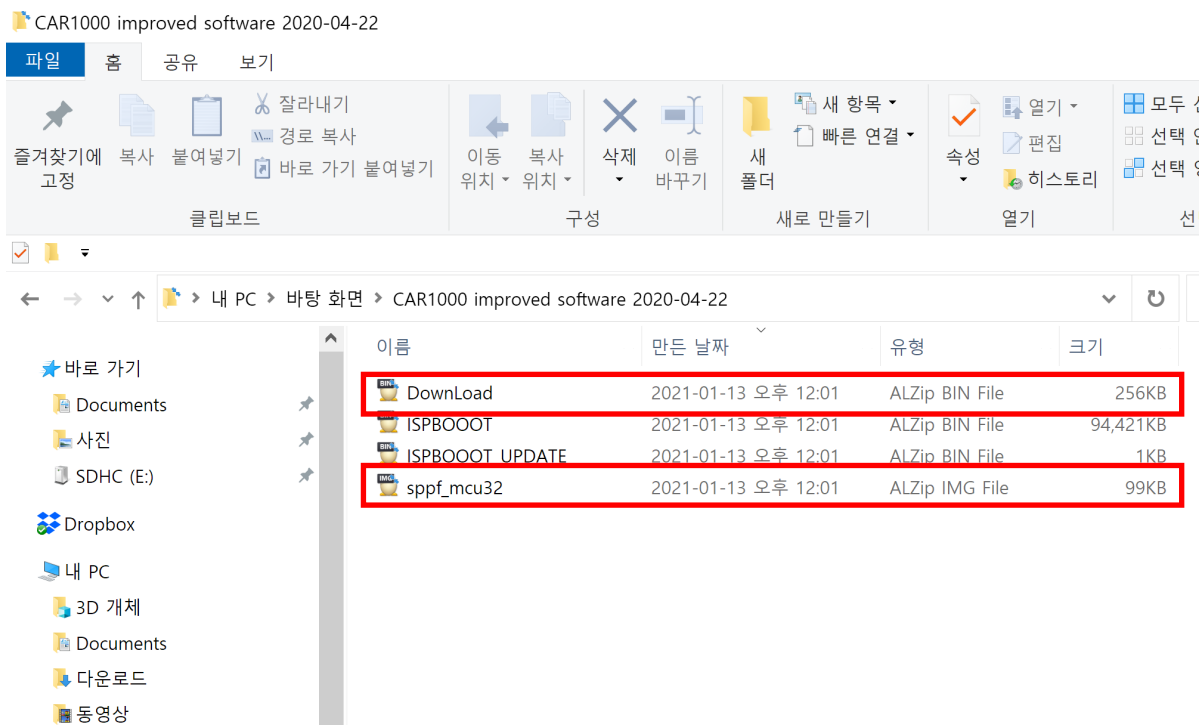 CAR1000 improved software 2020-04-22
파일 홈 공유 보기
즐겨찾기에 고정
복사
붙여넣기
잘라내기
경로 복사
바로 가기 붙여넣기
클립보드
이동 위치
복사 위치
삭제
이름 바꾸기
구성
새 폴더
새 항목
빠른 연결
새로 만들기
속성
열기
편집
히스토리
열기
모두
선택
선택
선
내 PC > 바탕 화면 > CAR1000 improved software 2020-04-22
이름 만든 날짜 유형 크기
바로 가기
Documents
사진
SDHC (E:)
Dropbox
내 PC
3D 개체
Documents
다운로드
동영상
BIN DownLoad 2021-01-13 오후 12:01 ALZip BIN File 256KB
ISPBOOOT 2021-01-13 오후 12:01 ALZip BIN File 94,421KB
BIN ISPBOOOT_UPDATE 2021-01-13 오후 12:01 ALZip BIN File 1KB
IMG sppf_mcu32 2021-01-13 오후 12:01 ALZip IMG File 99KB